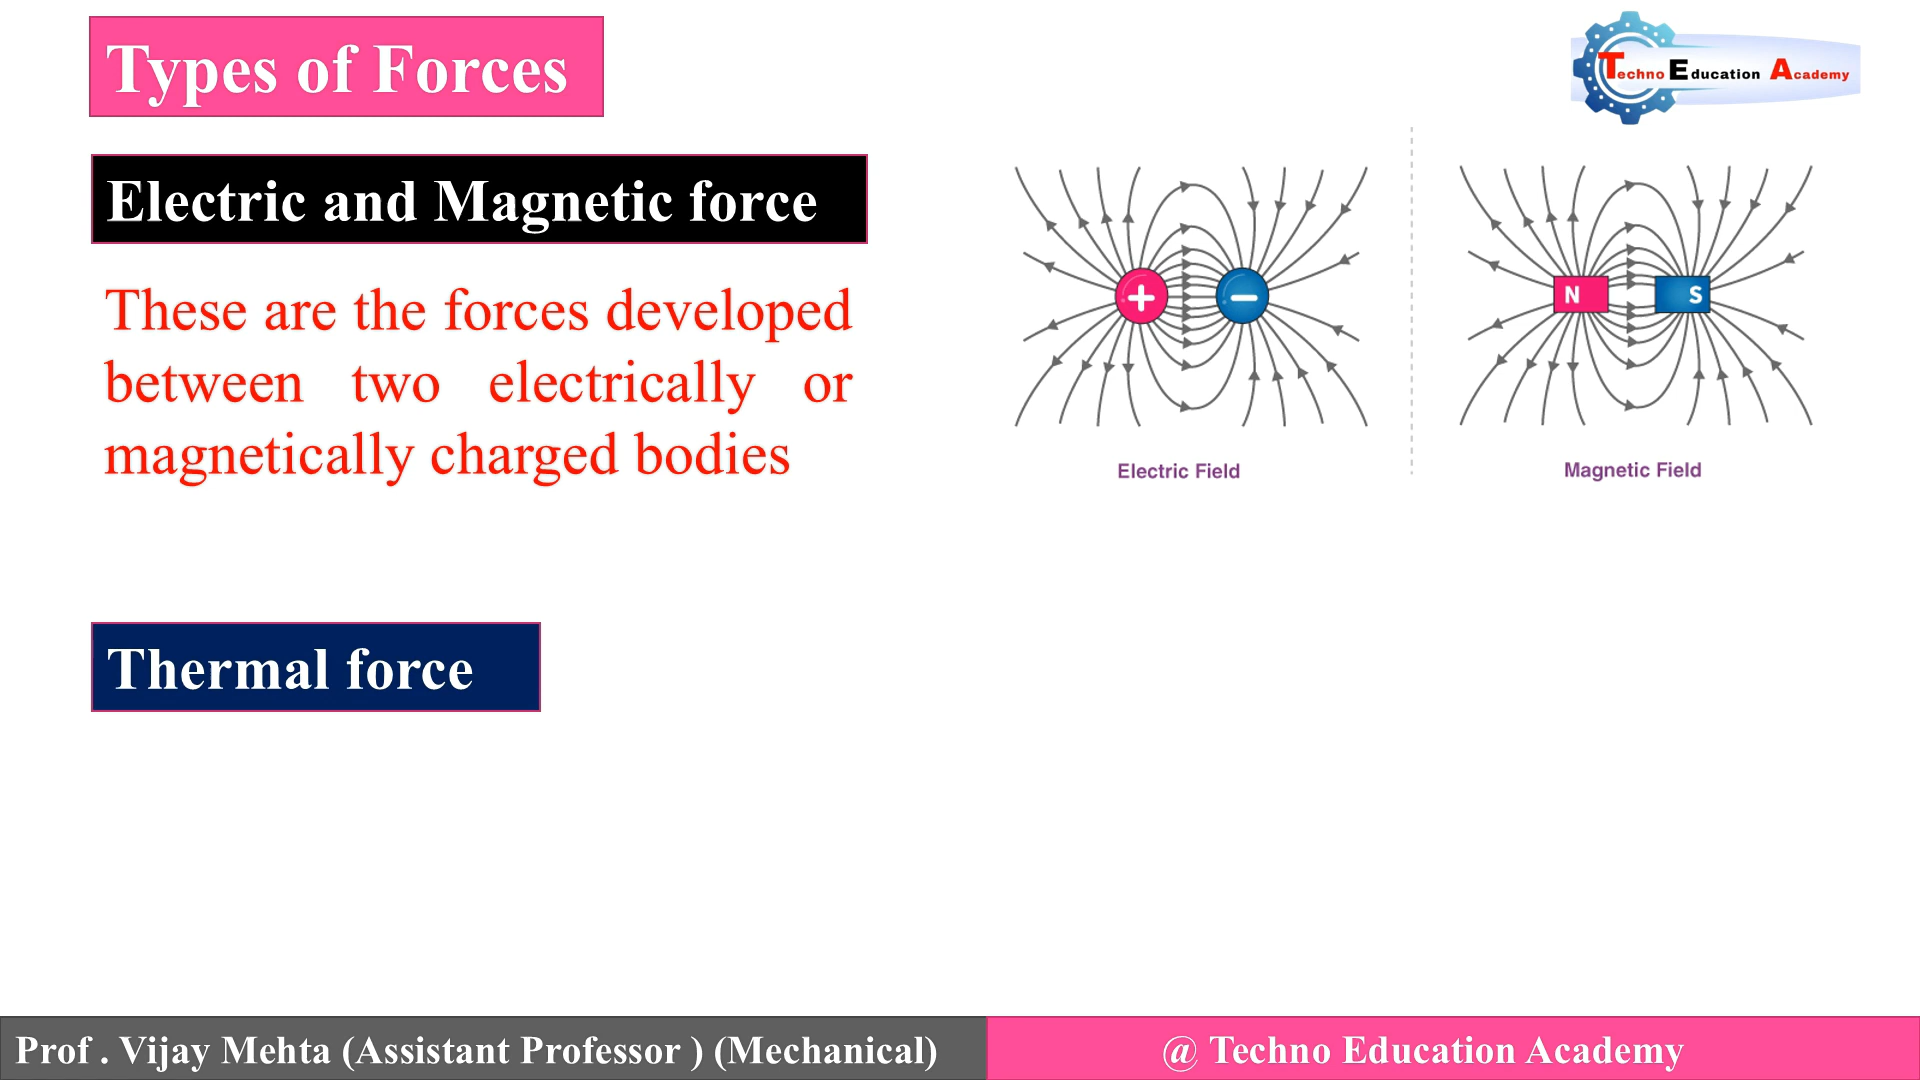 Types of Forces
Techno Education Academy
Electric and Magnetic force
These are the forces developed
between two electrically or
magnetically charged bodies
+ −
N S
Electric Field
Magnetic Field
Thermal force
Prof . Vijay Mehta (Assistant Professor ) (Mechanical)
@ Techno Education Academy